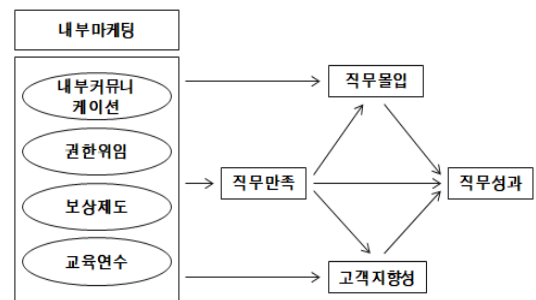 내부마케팅
내부커뮤니
케이션
권한위임
보상제도
교육연수
직무몰입
직무만족
직무성과
고객지향성